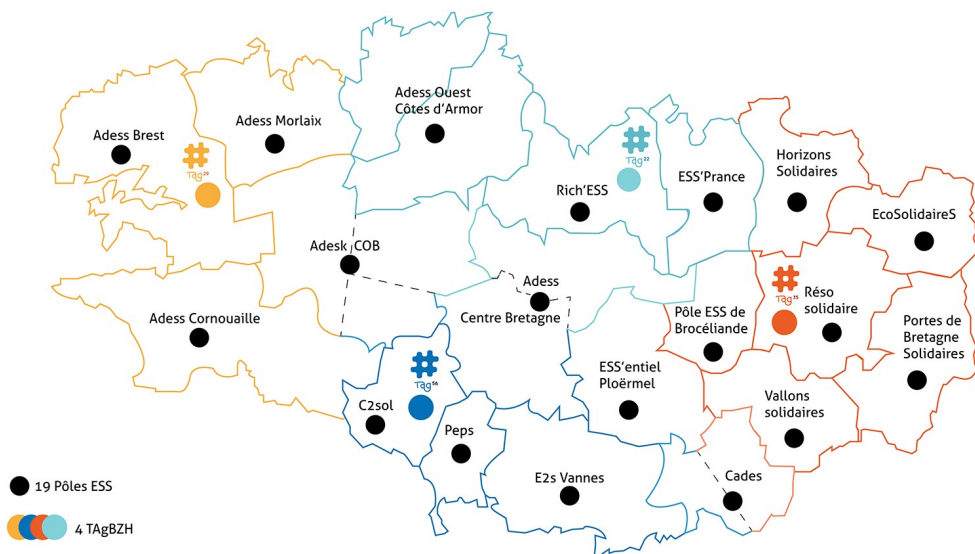 Adess Ouest
Côtes d'Armor
Adess Brest
Adess Morlaix
TAg29
TAg22
Rich'ESS
ESS'Prance
Horizons
Solidaires
EcoSolidaireS
Adesk COB
Adess
Centre Bretagne
TAg35
Réso
solidaire
Adess Cornouaille
Pôle ESS de
Brocéliande
Portes de
Bretagne
Solidaires
TAg56
ESS'entiel
Ploërmel
C2sol
Vallons
solidaires
Peps
E2s Vannes
Cades
19 Pôles ESS
4 TAgBZH